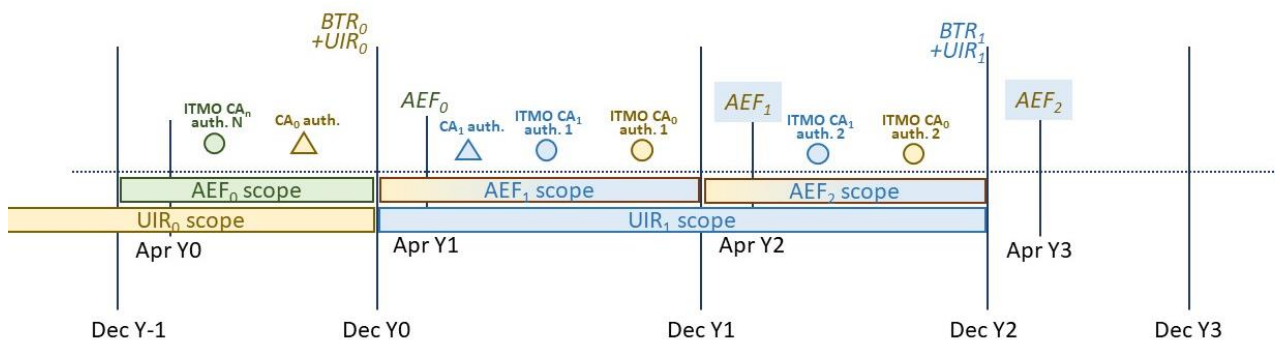 BTR₀
+UIR₀
BTR₁
+UIR₁
ITMO CAⁿ
auth. N
CA₀ auth.
AEF₀
CA₁ auth.
ITMO CA₁
auth. 1
ITMO CA₀
auth. 1
AEF₁
ITMO CA₁
auth. 2
ITMO CA₀
auth. 2
AEF₂
AEF₀ scope
AEF₁ scope
AEF₂ scope
UIR₀ scope
UIR₁ scope
Apr Y0
Apr Y1
Apr Y2
Apr Y3
Dec Y-1
Dec Y0
Dec Y1
Dec Y2
Dec Y3